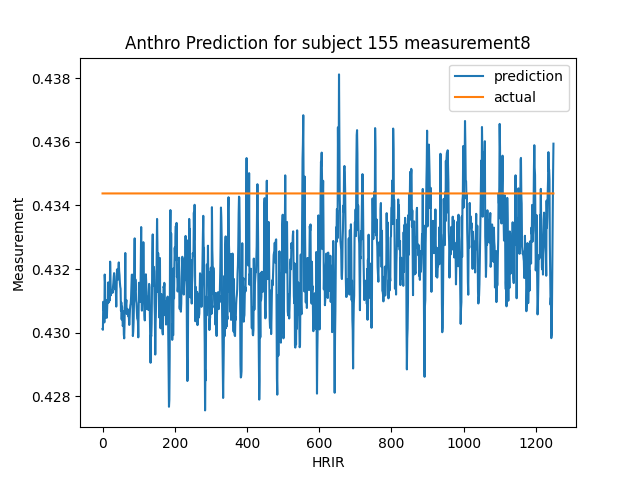 Anthro Prediction for subject 155 measurement8
prediction
actual
0.438
0.436
0.434
0.432
0.430
0.428
Measurement
0
200
400
600
800
1000
1200
HRIR